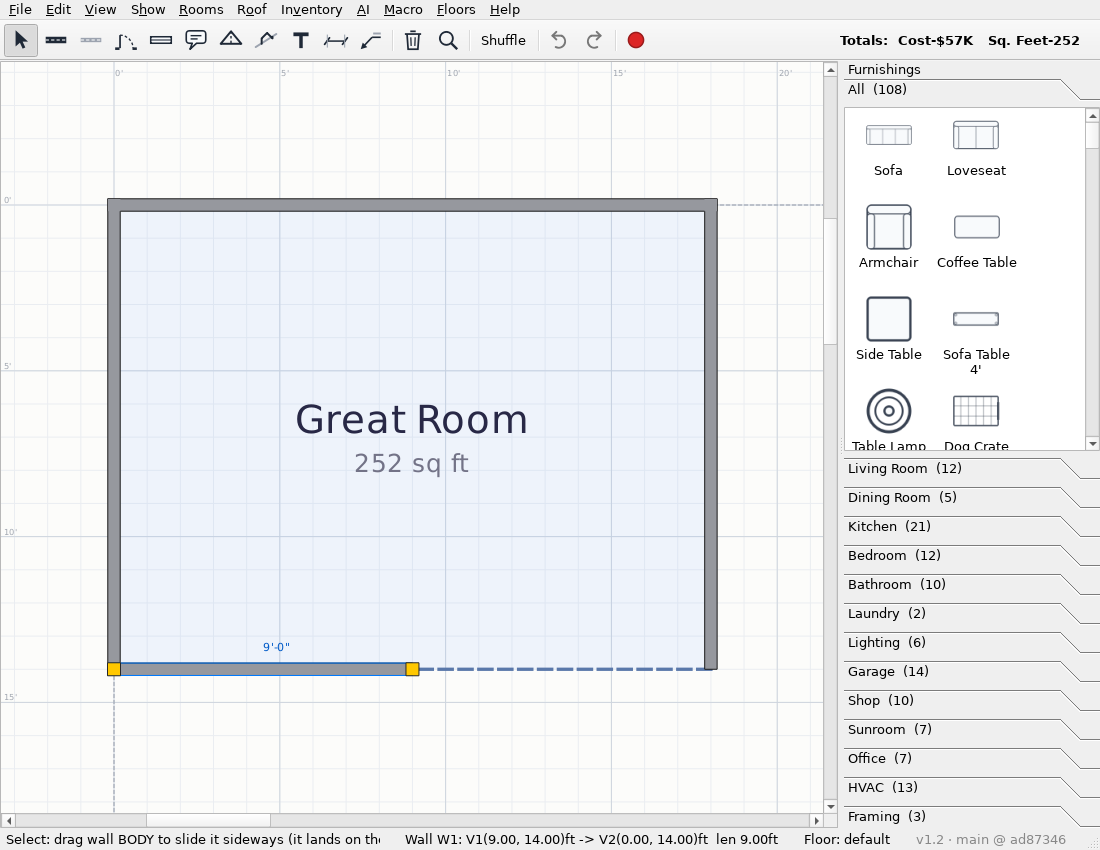 File Edit View Show Rooms Roof Inventory AI Macro Floors Help
Shuffle
Totals: Cost-$57K Sq. Feet-252
0' 5' 10' 15' 20'
0'
5'
10'
15'
Great Room
252 sq ft
9'-0"
Furnishings
All (108)
Sofa Loveseat
Armchair Coffee Table
Side Table Sofa Table
4'
Table Lamp Dog Crate
Living Room (12)
Dining Room (5)
Kitchen (21)
Bedroom (12)
Bathroom (10)
Laundry (2)
Lighting (6)
Garage (14)
Shop (10)
Sunroom (7)
Office (7)
HVAC (13)
Framing (3)
Select: drag wall BODY to slide it sideways (it lands on the Wall W1: V1(9.00, 14.00)ft -> V2(0.00, 14.00)ft len 9.00ft Floor: default v1.2 · main @ ad87346